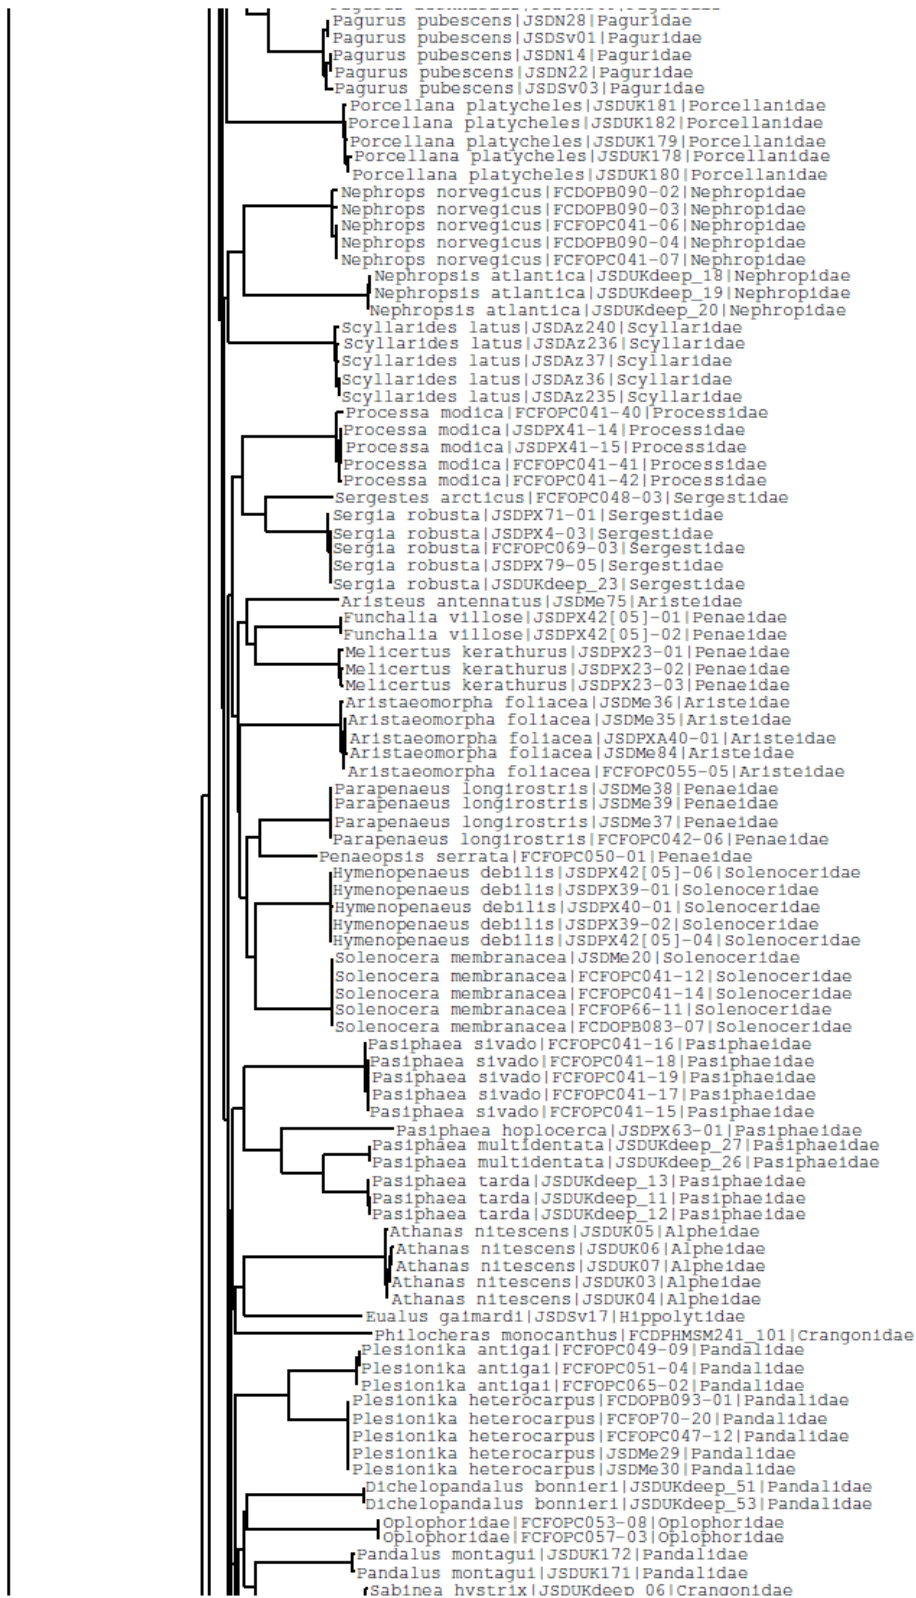 Pagurus pubescens|JSDN28|Paguridae
Pagurus pubescens|JSDSv01|Paguridae
Pagurus pubescens|JSDN14|Paguridae
Pagurus pubescens|JSDN22|Paguridae
Pagurus pubescens|JSDSv03|Paguridae
Porcellana platycheles|JSDUK181|Porcellanidae
Porcellana platycheles|JSDUK182|Porcellanidae
Porcellana platycheles|JSDUK179|Porcellanidae
Porcellana platycheles|JSDUK178|Porcellanidae
Porcellana platycheles|JSDUK180|Porcellanidae
Nephrops norvegicus|FCDOPB090-02|Nephropidae
Nephrops norvegicus|FCDOPB090-03|Nephropidae
Nephrops norvegicus|FCFOPC041-06|Nephropidae
Nephrops norvegicus|FCDOPB090-04|Nephropidae
Nephrops norvegicus|FCFOPC041-07|Nephropidae
Nephropsis atlantica|JSDUKdeep_18|Nephropidae
Nephropsis atlantica|JSDUKdeep_19|Nephropidae
Nephropsis atlantica|JSDUKdeep_20|Nephropidae
Scyllarides latus|JSDAz240|Scyllaridae
Scyllarides latus|JSDAz236|Scyllaridae
Scyllarides latus|JSDAz37|Scyllaridae
Scyllarides latus|JSDAz36|Scyllaridae
Scyllarides latus|JSDAz235|Scyllaridae
Processa modica|FCFOPC041-40|Processidae
Processa modica|JSDPX41-14|Processidae
Processa modica|JSDPX41-15|Processidae
Processa modica|FCFOPC041-41|Processidae
Processa modica|FCFOPC041-42|Processidae
Sergestes arcticus|FCFOPC048-03|Sergestidae
Sergia robusta|JSDPX71-01|Sergestidae
Sergia robusta|JSDPX4-03|Sergestidae
Sergia robusta|FCFOPC069-03|Sergestidae
Sergia robusta|JSDPX79-05|Sergestidae
Sergia robusta|JSDUKdeep_23|Sergestidae
Aristeus antennatus|JSDMe75|Aristeidae
Funchalia villose|JSDPX42[05]-01|Penaeidae
Funchalia villose|JSDPX42[05]-02|Penaeidae
Melicertus kerathurus|JSDPX23-01|Penaeidae
Melicertus kerathurus|JSDPX23-02|Penaeidae
Melicertus kerathurus|JSDPX23-03|Penaeidae
Aristaeomorpha foliacea|JSDMe36|Aristeidae
Aristaeomorpha foliacea|JSDMe35|Aristeidae
Aristaeomorpha foliacea|JSDPXA40-01|Aristeidae
Aristaeomorpha foliacea|JSDMe84|Aristeidae
Aristaeomorpha foliacea|FCFOPC055-05|Aristeidae
Parapenaeus longirostris|JSDMe38|Penaeidae
Parapenaeus longirostris|JSDMe39|Penaeidae
Parapenaeus longirostris|JSDMe37|Penaeidae
Parapenaeus longirostris|FCFOPC042-06|Penaeidae
Penaeopsis serrata|FCFOPC050-01|Penaeidae
Hymenopenaeus debilis|JSDPX42[05]-06|Solenoceridae
Hymenopenaeus debilis|JSDPX39-01|Solenoceridae
Hymenopenaeus debilis|JSDPX40-01|Solenoceridae
Hymenopenaeus debilis|JSDPX39-02|Solenoceridae
Hymenopenaeus debilis|JSDPX42[05]-04|Solenoceridae
Solenocera membranacea|JSDMe20|Solenoceridae
Solenocera membranacea|FCFOPC041-12|Solenoceridae
Solenocera membranacea|FCFOPC041-14|Solenoceridae
Solenocera membranacea|FCFOP66-11|Solenoceridae
Solenocera membranacea|FCDOPB083-07|Solenoceridae
Pasiphaea sivado|FCFOPC041-16|Pasiphaeidae
Pasiphaea sivado|FCFOPC041-18|Pasiphaeidae
Pasiphaea sivado|FCFOPC041-19|Pasiphaeidae
Pasiphaea sivado|FCFOPC041-17|Pasiphaeidae
Pasiphaea sivado|FCFOPC041-15|Pasiphaeidae
Pasiphaea hoplocerca|JSDPX63-01|Pasiphaeidae
Pasiphaea multidentata|JSDUKdeep_27|Pasiphaeidae
Pasiphaea multidentata|JSDUKdeep_26|Pasiphaeidae
Pasiphaea tarda|JSDUKdeep_13|Pasiphaeidae
Pasiphaea tarda|JSDUKdeep_11|Pasiphaeidae
Pasiphaea tarda|JSDUKdeep_12|Pasiphaeidae
Athanas nitescens|JSDUK05|Alpheidae
Athanas nitescens|JSDUK06|Alpheidae
Athanas nitescens|JSDUK07|Alpheidae
Athanas nitescens|JSDUK03|Alpheidae
Athanas nitescens|JSDUK04|Alpheidae
Eualus gaimardi|JSDSv17|Hippolytidae
Philocheras monocanthus|FCDPHMSM241_101|Crangonidae
Plesionika antigai|FCFOPC049-09|Pandalidae
Plesionika antigai|FCFOPC051-04|Pandalidae
Plesionika antigai|FCFOPC065-02|Pandalidae
Plesionika heterocarpus|FCDOPB093-01|Pandalidae
Plesionika heterocarpus|FCFOP70-20|Pandalidae
Plesionika heterocarpus|FCFOPC047-12|Pandalidae
Plesionika heterocarpus|JSDMe29|Pandalidae
Plesionika heterocarpus|JSDMe30|Pandalidae
Dichelopandalus bonnieri|JSDUKdeep_51|Pandalidae
Dichelopandalus bonnieri|JSDUKdeep_53|Pandalidae
Oplophoridae|FCFOPC053-08|Oplophoridae
Oplophoridae|FCFOPC057-03|Oplophoridae
Pandalus montagui|JSDUK172|Pandalidae
Pandalus montagui|JSDUK171|Pandalidae
Sabinea hystrix|JSDUKdeep_06|Crangonidae